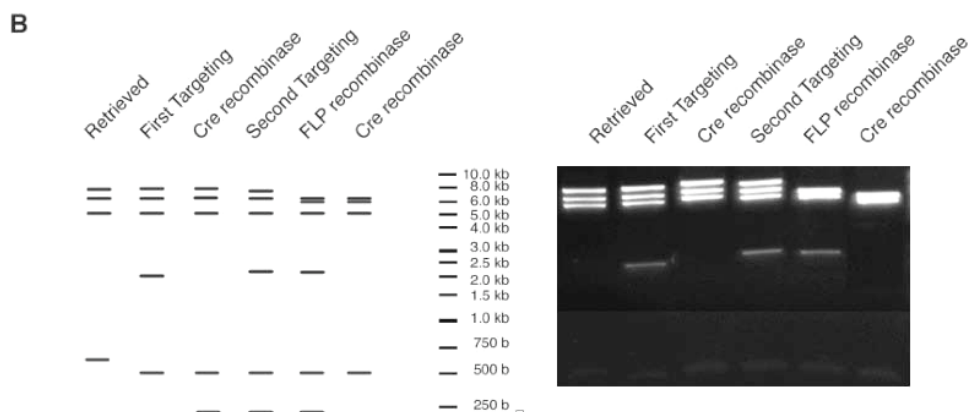 B
Retrieved
First Targeting
Cre recombinase
Second Targeting
FLP recombinase
Cre recombinase
10.0 kb
8.0 kb
6.0 kb
5.0 kb
4.0 kb
3.0 kb
2.5 kb
2.0 kb
1.5 kb
1.0 kb
750 b
500 b
250 b
Retrieved
First Targeting
Cre recombinase
Second Targeting
FLP recombinase
Cre recombinase